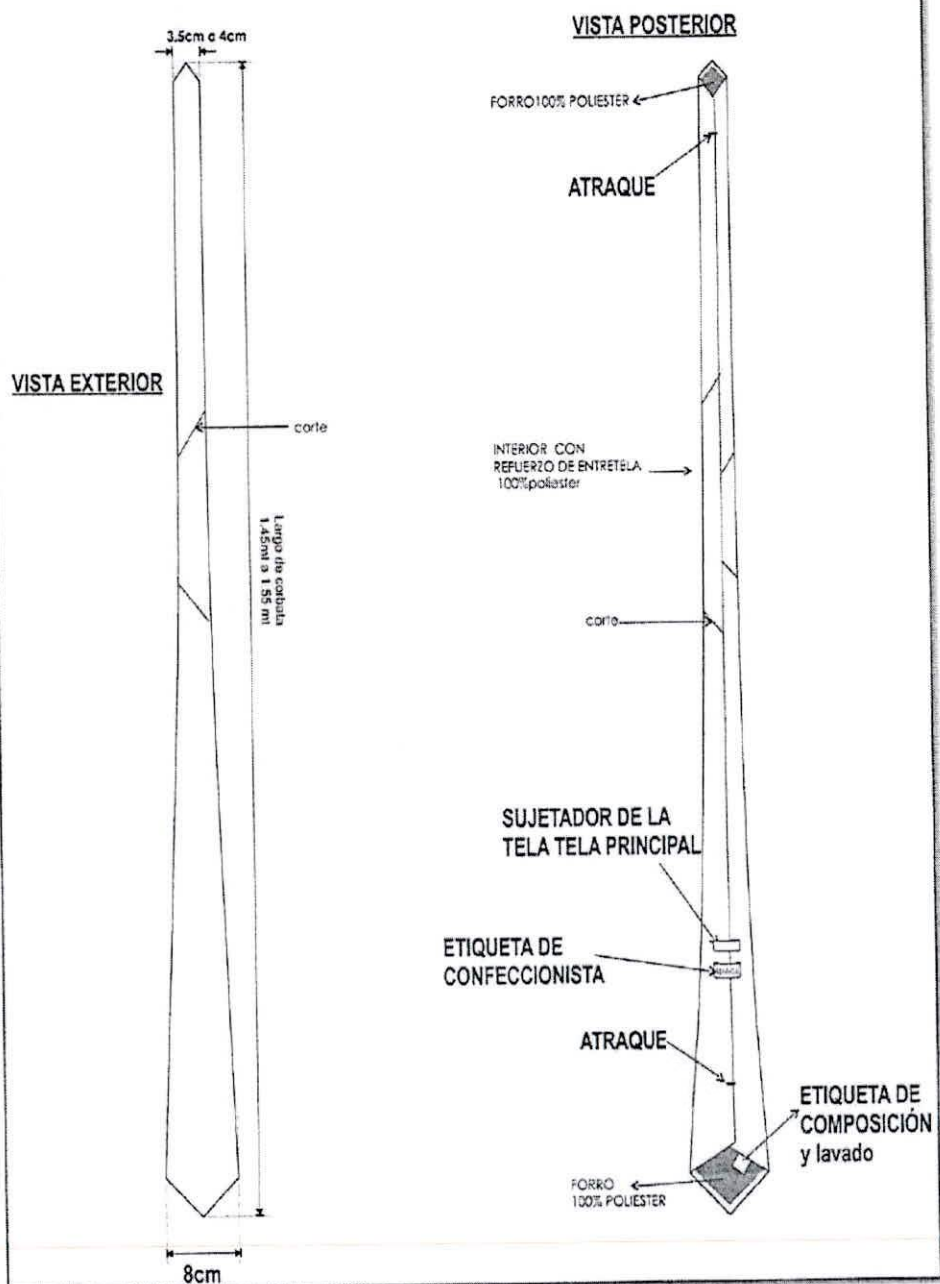 VISTA POSTERIOR
3.5cm a 4cm
FORRO100% POLIESTER
ATRAQUE
VISTA EXTERIOR
corte
INTERIOR CON
REFUERZO DE ENTRETELA
100%poliester
Largo de corbata
1.45mt a 1.55 mt
corte
SUJETADOR DE LA
TELA TELA PRINCIPAL
ETIQUETA DE
CONFECCIONISTA
ATRAQUE
ETIQUETA DE
COMPOSICIÓN
y lavado
FORRO
100% POLIESTER
8cm